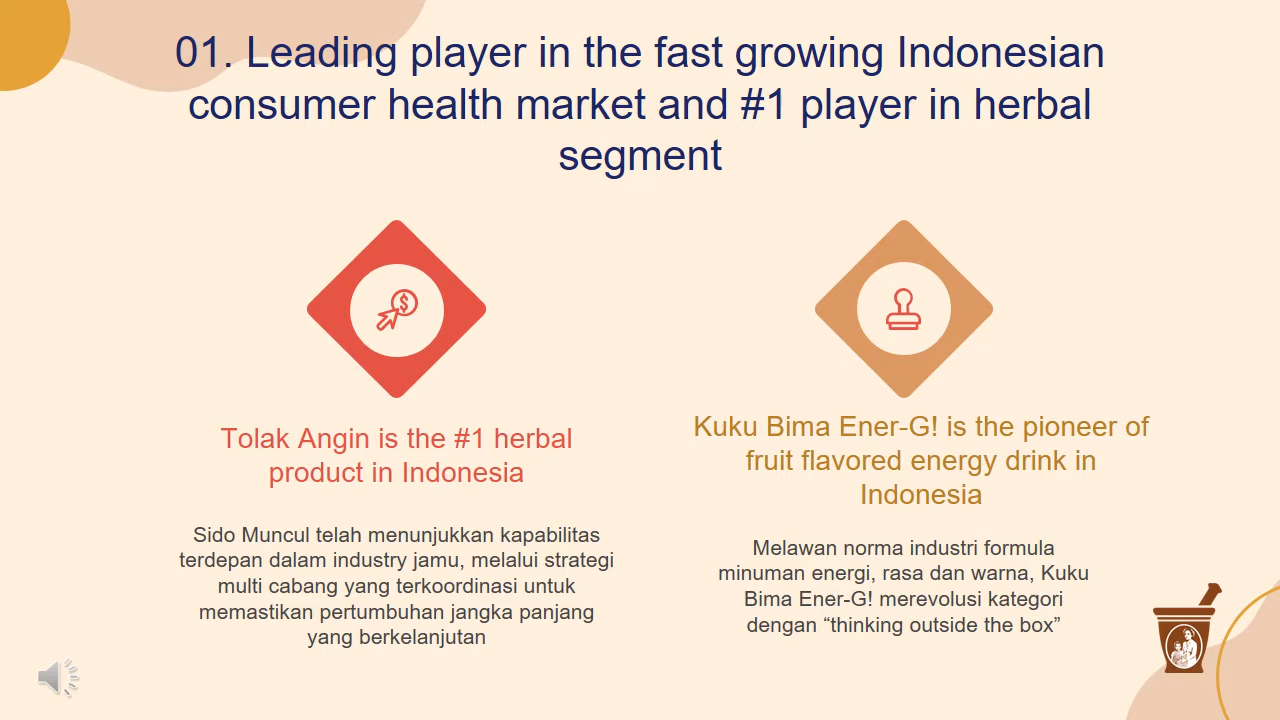 01. Leading player in the fast growing Indonesian
consumer health market and #1 player in herbal
segment
Tolak Angin is the #1 herbal
product in Indonesia
Sido Muncul telah menunjukkan kapabilitas
terdepan dalam industry jamu, melalui strategi
multi cabang yang terkoordinasi untuk
memastikan pertumbuhan jangka panjang
yang berkelanjutan
Kuku Bima Ener-G! is the pioneer of
fruit flavored energy drink in
Indonesia
Melawan norma industri formula
minuman energi, rasa dan warna, Kuku
Bima Ener-G! merevolusi kategori
dengan “thinking outside the box”